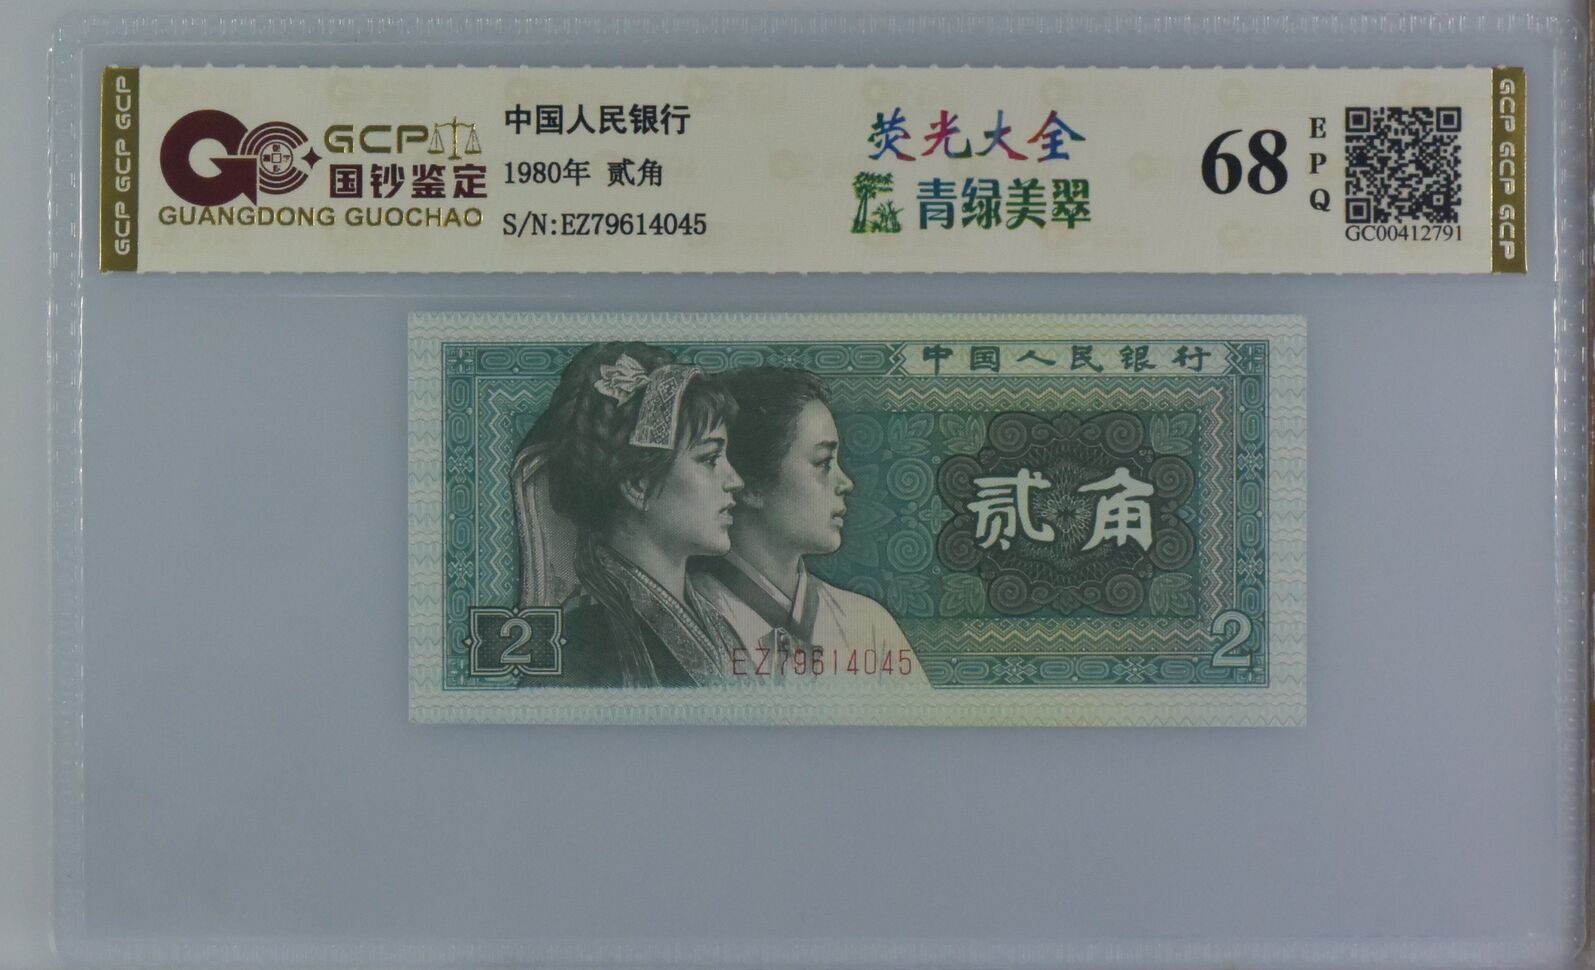 GCP GCP GCP
GCP
国钞鉴定
GUANGDONG GUOCHAO
中国人民银行
1980年 贰角
S/N:EZ79614045
荧光大全
青绿美翠
68
EPQ
GC00412791
GCP GCP GCP
中国人民银行
贰角
2
EZ79614045
2